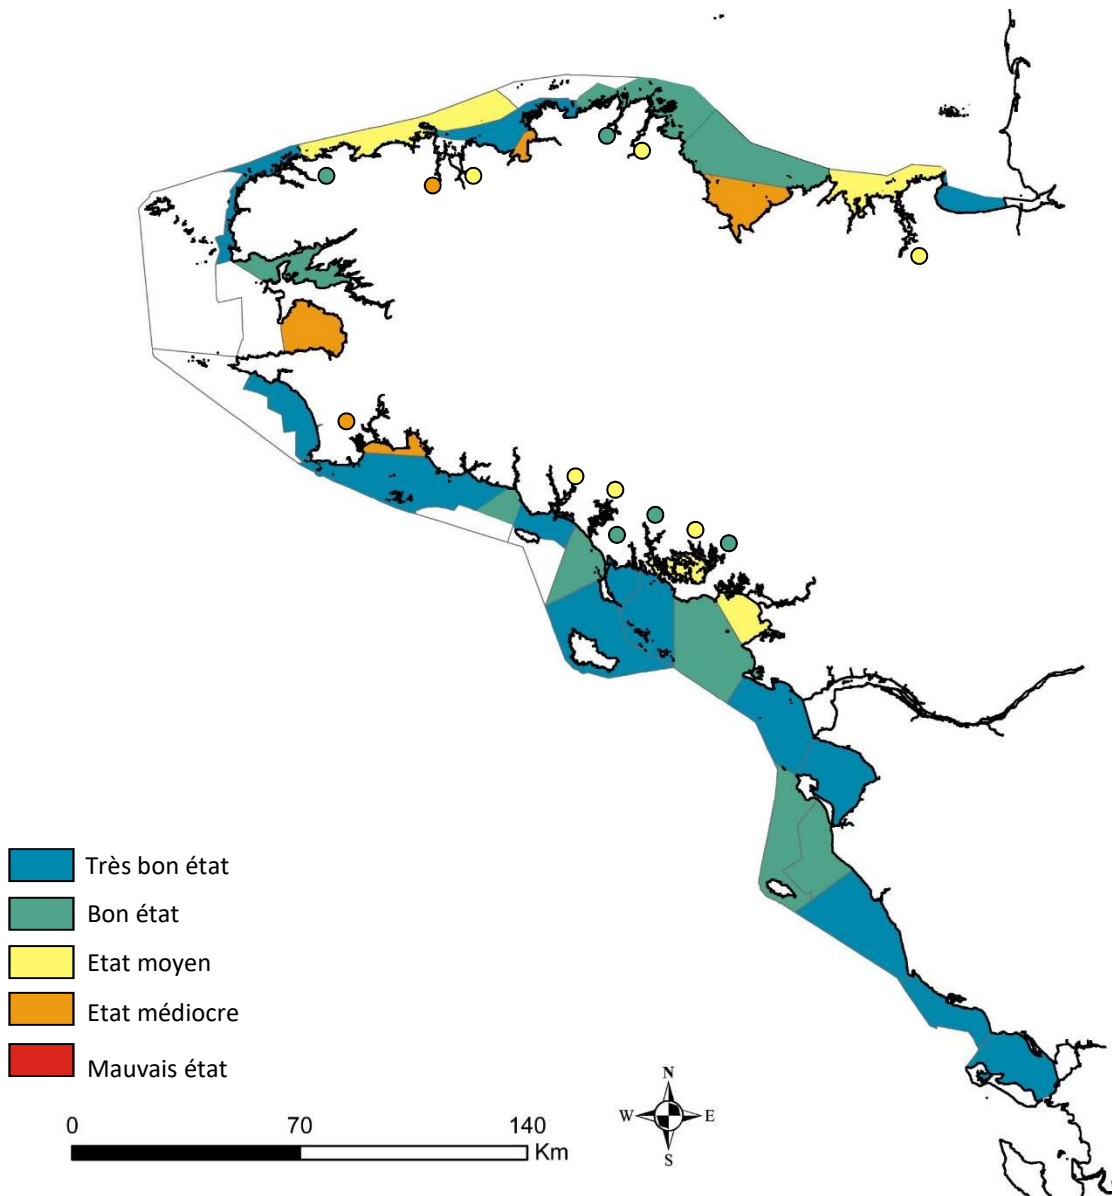 Très bon état
Bon état
Etat moyen
Etat médiocre
Mauvais état
0 70 140
Km
N
W E
S